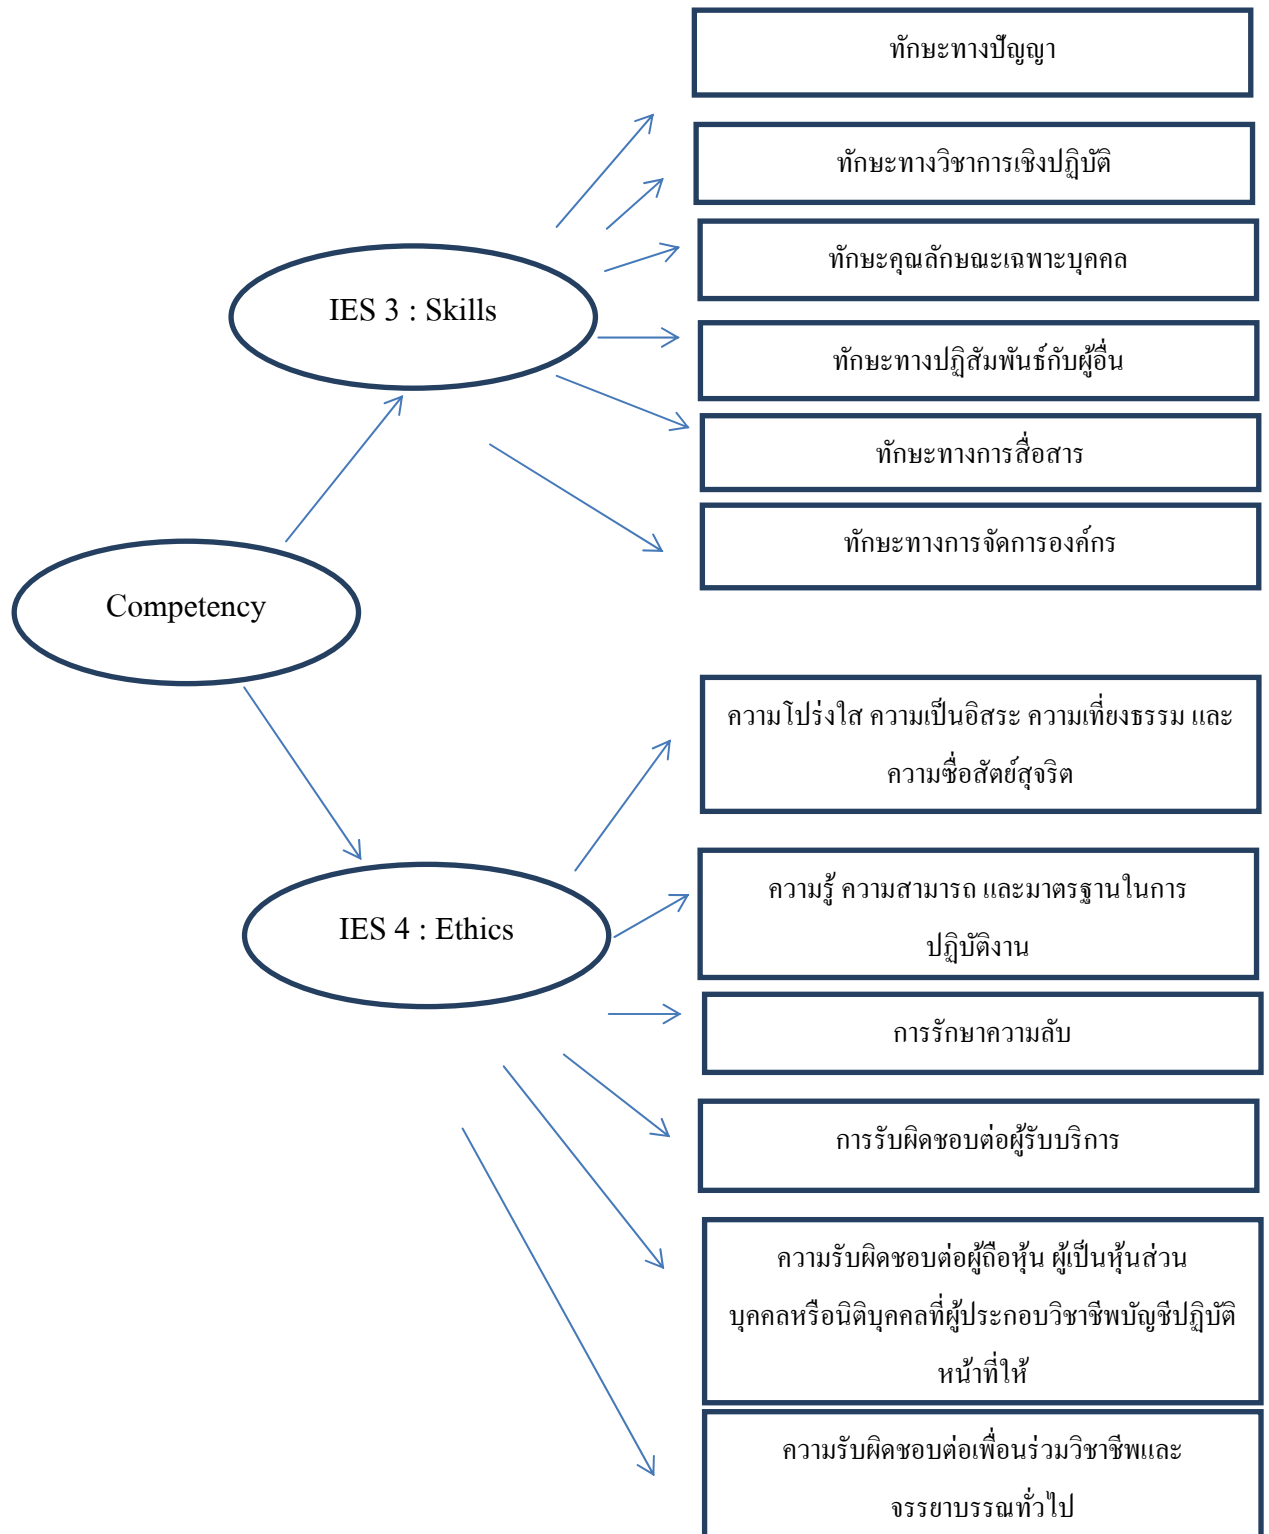 ทักษะทางปัญญา
ทักษะทางวิชาการเชิงปฏิบัติ
ทักษะคุณลักษณะเฉพาะบุคคล
IES 3 : Skills
ทักษะทางปฏิสัมพันธ์กับผู้อื่น
ทักษะทางการสื่อสาร
ทักษะทางการจัดการองค์กร
Competency
ความโปร่งใส ความเป็นอิสระ ความเที่ยงธรรม และ
ความซื่อสัตย์สุจริต
ความรู้ ความสามารถ และมาตรฐานในการ
ปฏิบัติงาน
IES 4 : Ethics
การรักษาความลับ
การรับผิดชอบต่อผู้รับบริการ
ความรับผิดชอบต่อผู้ถือหุ้น ผู้เป็นหุ้นส่วน
บุคคลหรือนิติบุคคลที่ผู้ประกอบวิชาชีพบัญชีปฏิบัติ
หน้าที่ให้
ความรับผิดชอบต่อเพื่อนร่วมวิชาชีพและ
จรรยาบรรณทั่วไป